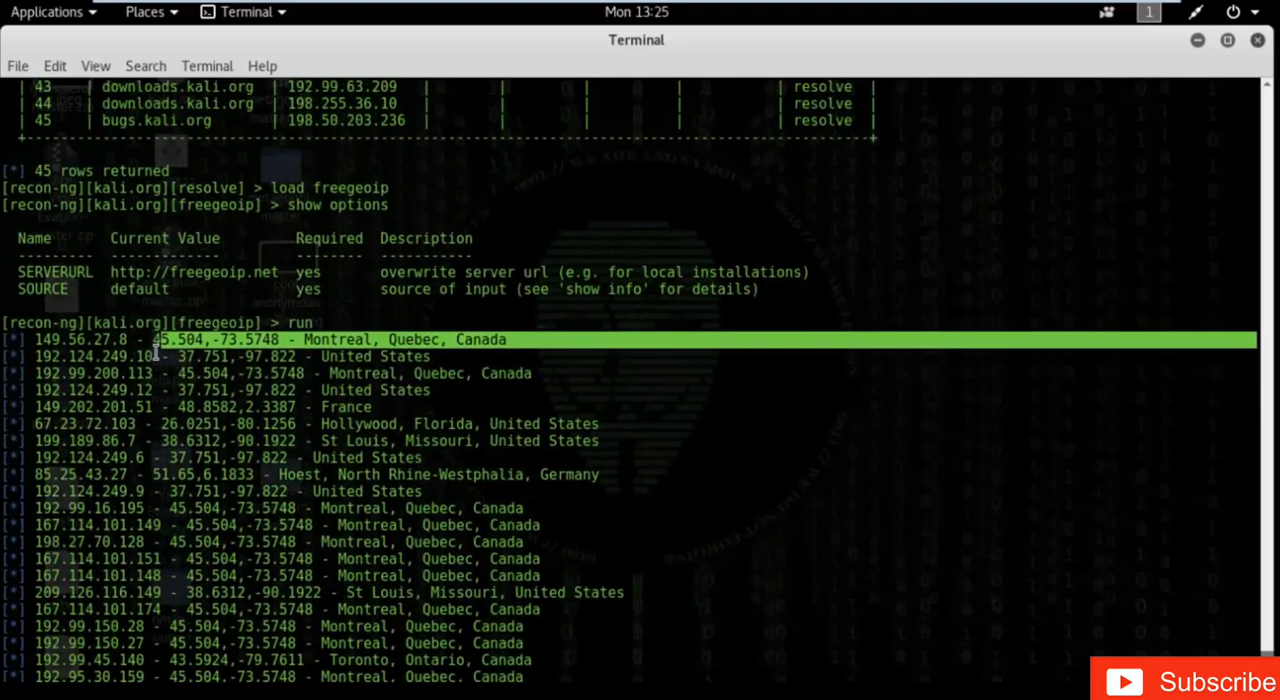 Applications Places Terminal Mon 13:25 1
Terminal
File Edit View Search Terminal Help
| 43 | downloads.kali.org | 192.99.63.209 | | | | | resolve |
| 44 | downloads.kali.org | 198.255.36.10 | | | | | resolve |
| 45 | bugs.kali.org | 198.50.203.236 | | | | | resolve |
+---------------------------------------------------------------------------------------------------+
[*] 45 rows returned
[recon-ng][kali.org][resolve] > load freegeoip
[recon-ng][kali.org][freegeoip] > show options
Name Current Value Required Description
--------- ------------- -------- -----------
SERVERURL http://freegeoip.net yes overwrite server url (e.g. for local installations)
SOURCE default yes source of input (see 'show info' for details)
[recon-ng][kali.org][freegeoip] > run
[*] 149.56.27.8 - 45.504,-73.5748 - Montreal, Quebec, Canada
[*] 192.124.249.10 - 37.751,-97.822 - United States
[*] 192.99.200.113 - 45.504,-73.5748 - Montreal, Quebec, Canada
[*] 192.124.249.12 - 37.751,-97.822 - United States
[*] 149.202.201.51 - 48.8582,2.3387 - France
[*] 67.23.72.103 - 26.0251,-80.1256 - Hollywood, Florida, United States
[*] 199.189.86.7 - 38.6312,-90.1922 - St Louis, Missouri, United States
[*] 192.124.249.6 - 37.751,-97.822 - United States
[*] 85.25.43.27 - 51.65,6.1833 - Hoest, North Rhine-Westphalia, Germany
[*] 192.124.249.9 - 37.751,-97.822 - United States
[*] 192.99.16.195 - 45.504,-73.5748 - Montreal, Quebec, Canada
[*] 167.114.101.149 - 45.504,-73.5748 - Montreal, Quebec, Canada
[*] 198.27.70.128 - 45.504,-73.5748 - Montreal, Quebec, Canada
[*] 167.114.101.151 - 45.504,-73.5748 - Montreal, Quebec, Canada
[*] 167.114.101.148 - 45.504,-73.5748 - Montreal, Quebec, Canada
[*] 209.126.116.149 - 38.6312,-90.1922 - St Louis, Missouri, United States
[*] 167.114.101.174 - 45.504,-73.5748 - Montreal, Quebec, Canada
[*] 192.99.150.28 - 45.504,-73.5748 - Montreal, Quebec, Canada
[*] 192.99.150.27 - 45.504,-73.5748 - Montreal, Quebec, Canada
[*] 192.99.45.140 - 43.5924,-79.7611 - Toronto, Ontario, Canada
[*] 192.95.30.159 - 45.504,-73.5748 - Montreal, Quebec, Canada
Subscribe